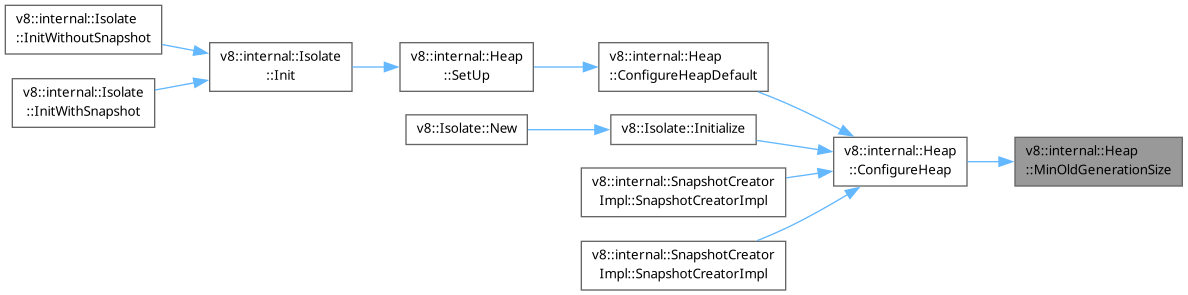 v8::internal::Isolate
::InitWithoutSnapshot
v8::internal::Isolate
::InitWithSnapshot
v8::internal::Isolate
::Init
v8::internal::Heap
::SetUp
v8::Isolate::New
v8::internal::Heap
::ConfigureHeapDefault
v8::Isolate::Initialize
v8::internal::SnapshotCreator
Impl::SnapshotCreatorImpl
v8::internal::SnapshotCreator
Impl::SnapshotCreatorImpl
v8::internal::Heap
::ConfigureHeap
v8::internal::Heap
::MinOldGenerationSize